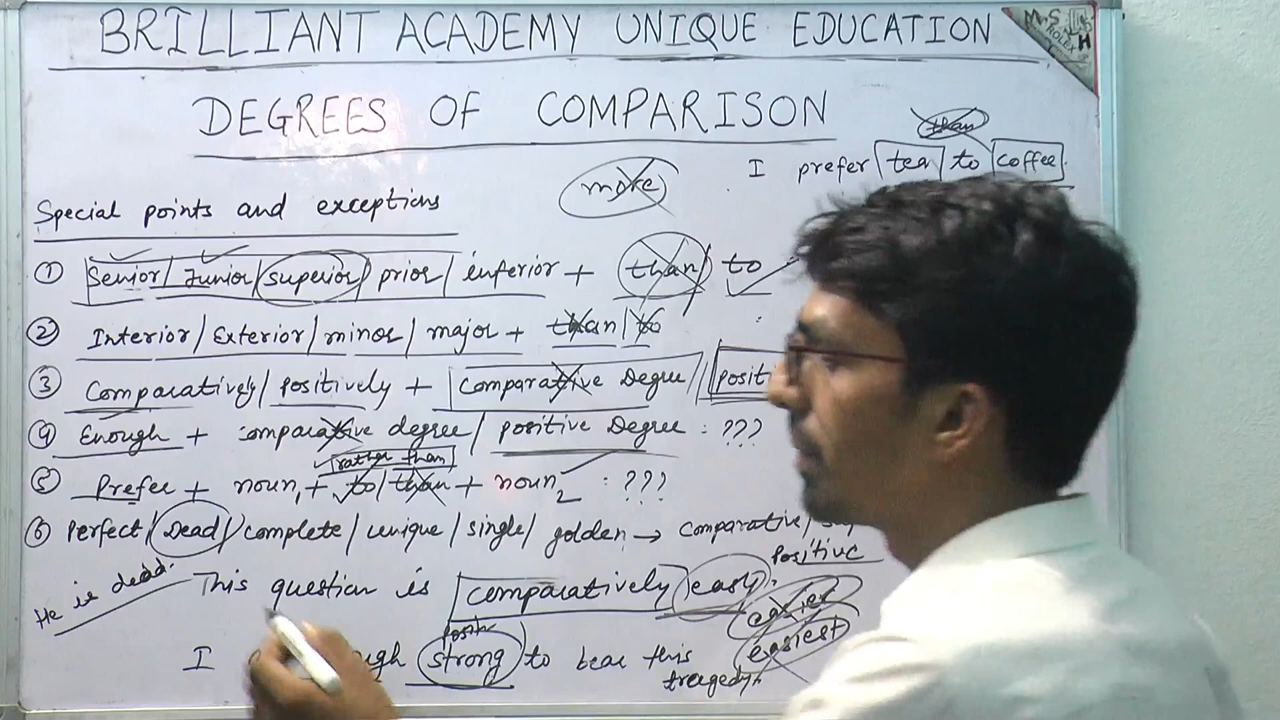 BRILLIANT ACADEMY UNIQUE EDUCATION
M.S
ROLEX
H
DEGREES OF COMPARISON
than
I prefer tea to coffee.
more
Special points and exceptions
① Senior/Junior/superior/prior/inferior + than/to
② Interior/Exterior/minor/major + than/to
③ Comparatively/positively + Comparative Degree/
④ Enough + comparative degree/positive Degree : ???
rather than
⑤ Prefer + noun1 + to/than + noun2 : ???
⑥ Perfect/Dead/complete/unique/single/golden → comparative/
positive
He is dead.
This question is comparatively easy.
easier
easiest
I strong to bear this
tragedy.